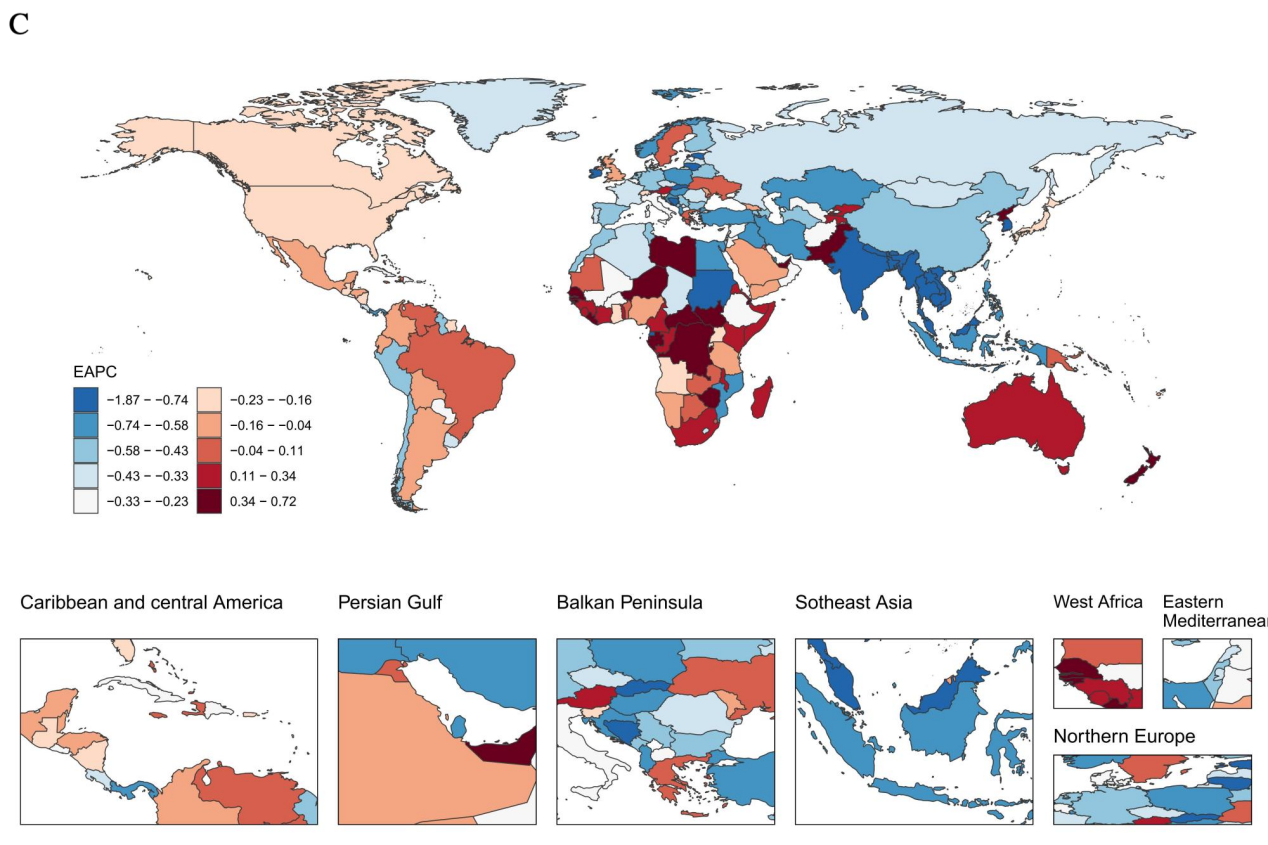 C
EAPC
−1.87 − −0.74
−0.74 − −0.58
−0.58 − −0.43
−0.43 − −0.33
−0.33 − −0.23
−0.23 − −0.16
−0.16 − −0.04
−0.04 − 0.11
0.11 − 0.34
0.34 − 0.72
Caribbean and central America
Persian Gulf
Balkan Peninsula
Sotheast Asia
West Africa
Eastern
Mediterranear
Northern Europe